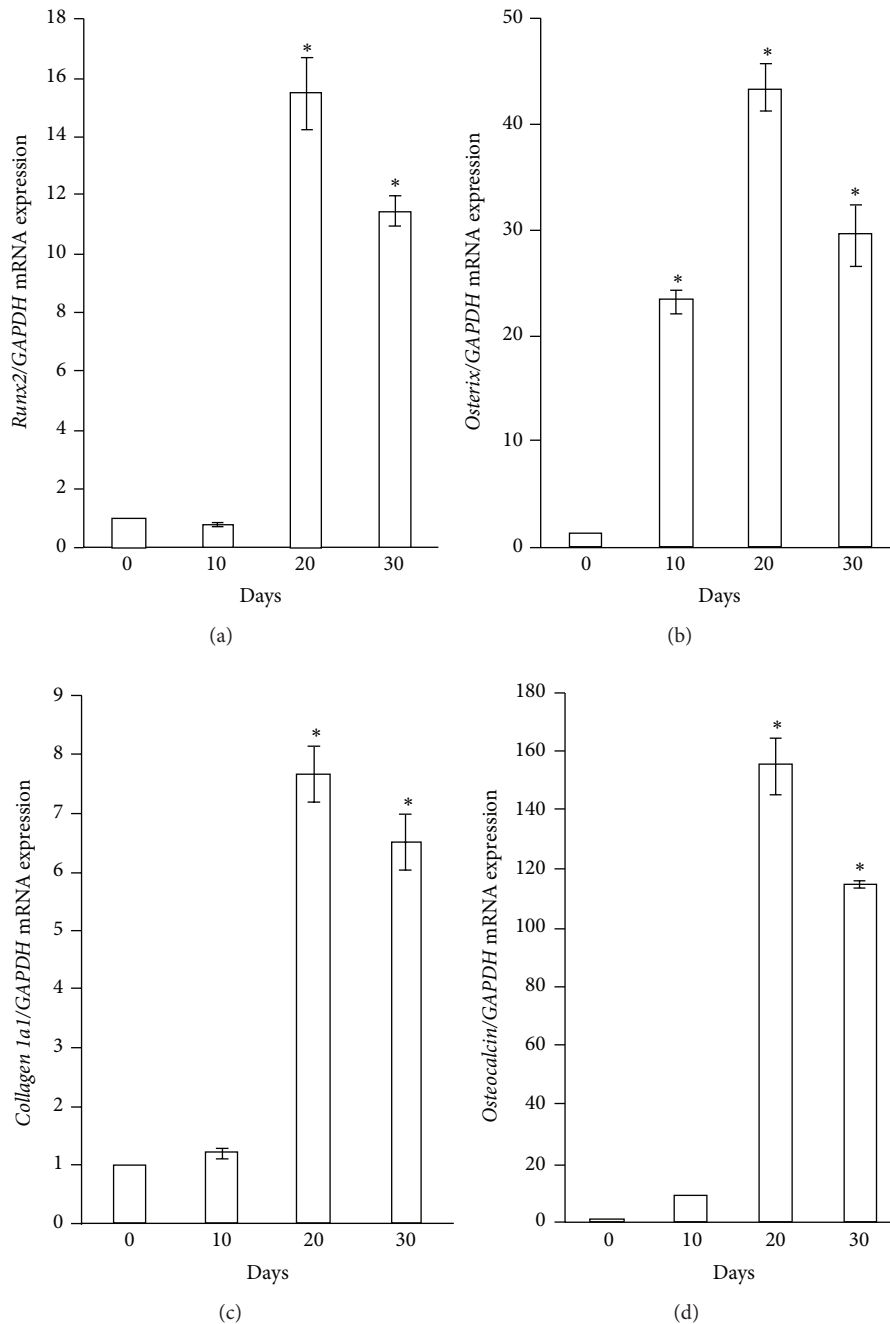 18
16
14
12
10
8
6
4
2
0
Runx2/GAPDH mRNA expression
*
*
0 10 20 30
Days
(a)
50
40
30
20
10
0
Osterix/GAPDH mRNA expression
*
*
*
0 10 20 30
Days
(b)
9
8
7
6
5
4
3
2
1
0
Collagen 1a1/GAPDH mRNA expression
*
*
0 10 20 30
Days
(c)
180
160
140
120
100
80
60
40
20
0
Osteocalcin/GAPDH mRNA expression
*
*
0 10 20 30
Days
(d)